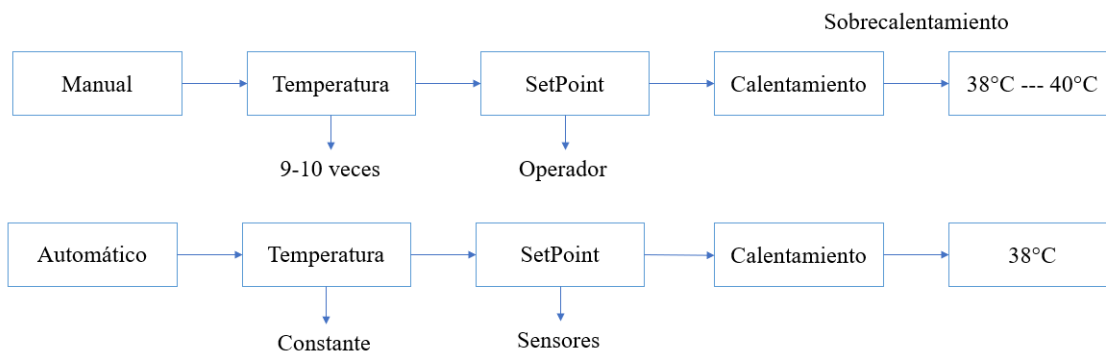 Sobrecalentamiento
Manual
Temperatura
SetPoint
Calentamiento
38°C --- 40°C
9-10 veces
Operador
Automático
Temperatura
SetPoint
Calentamiento
38°C
Constante
Sensores